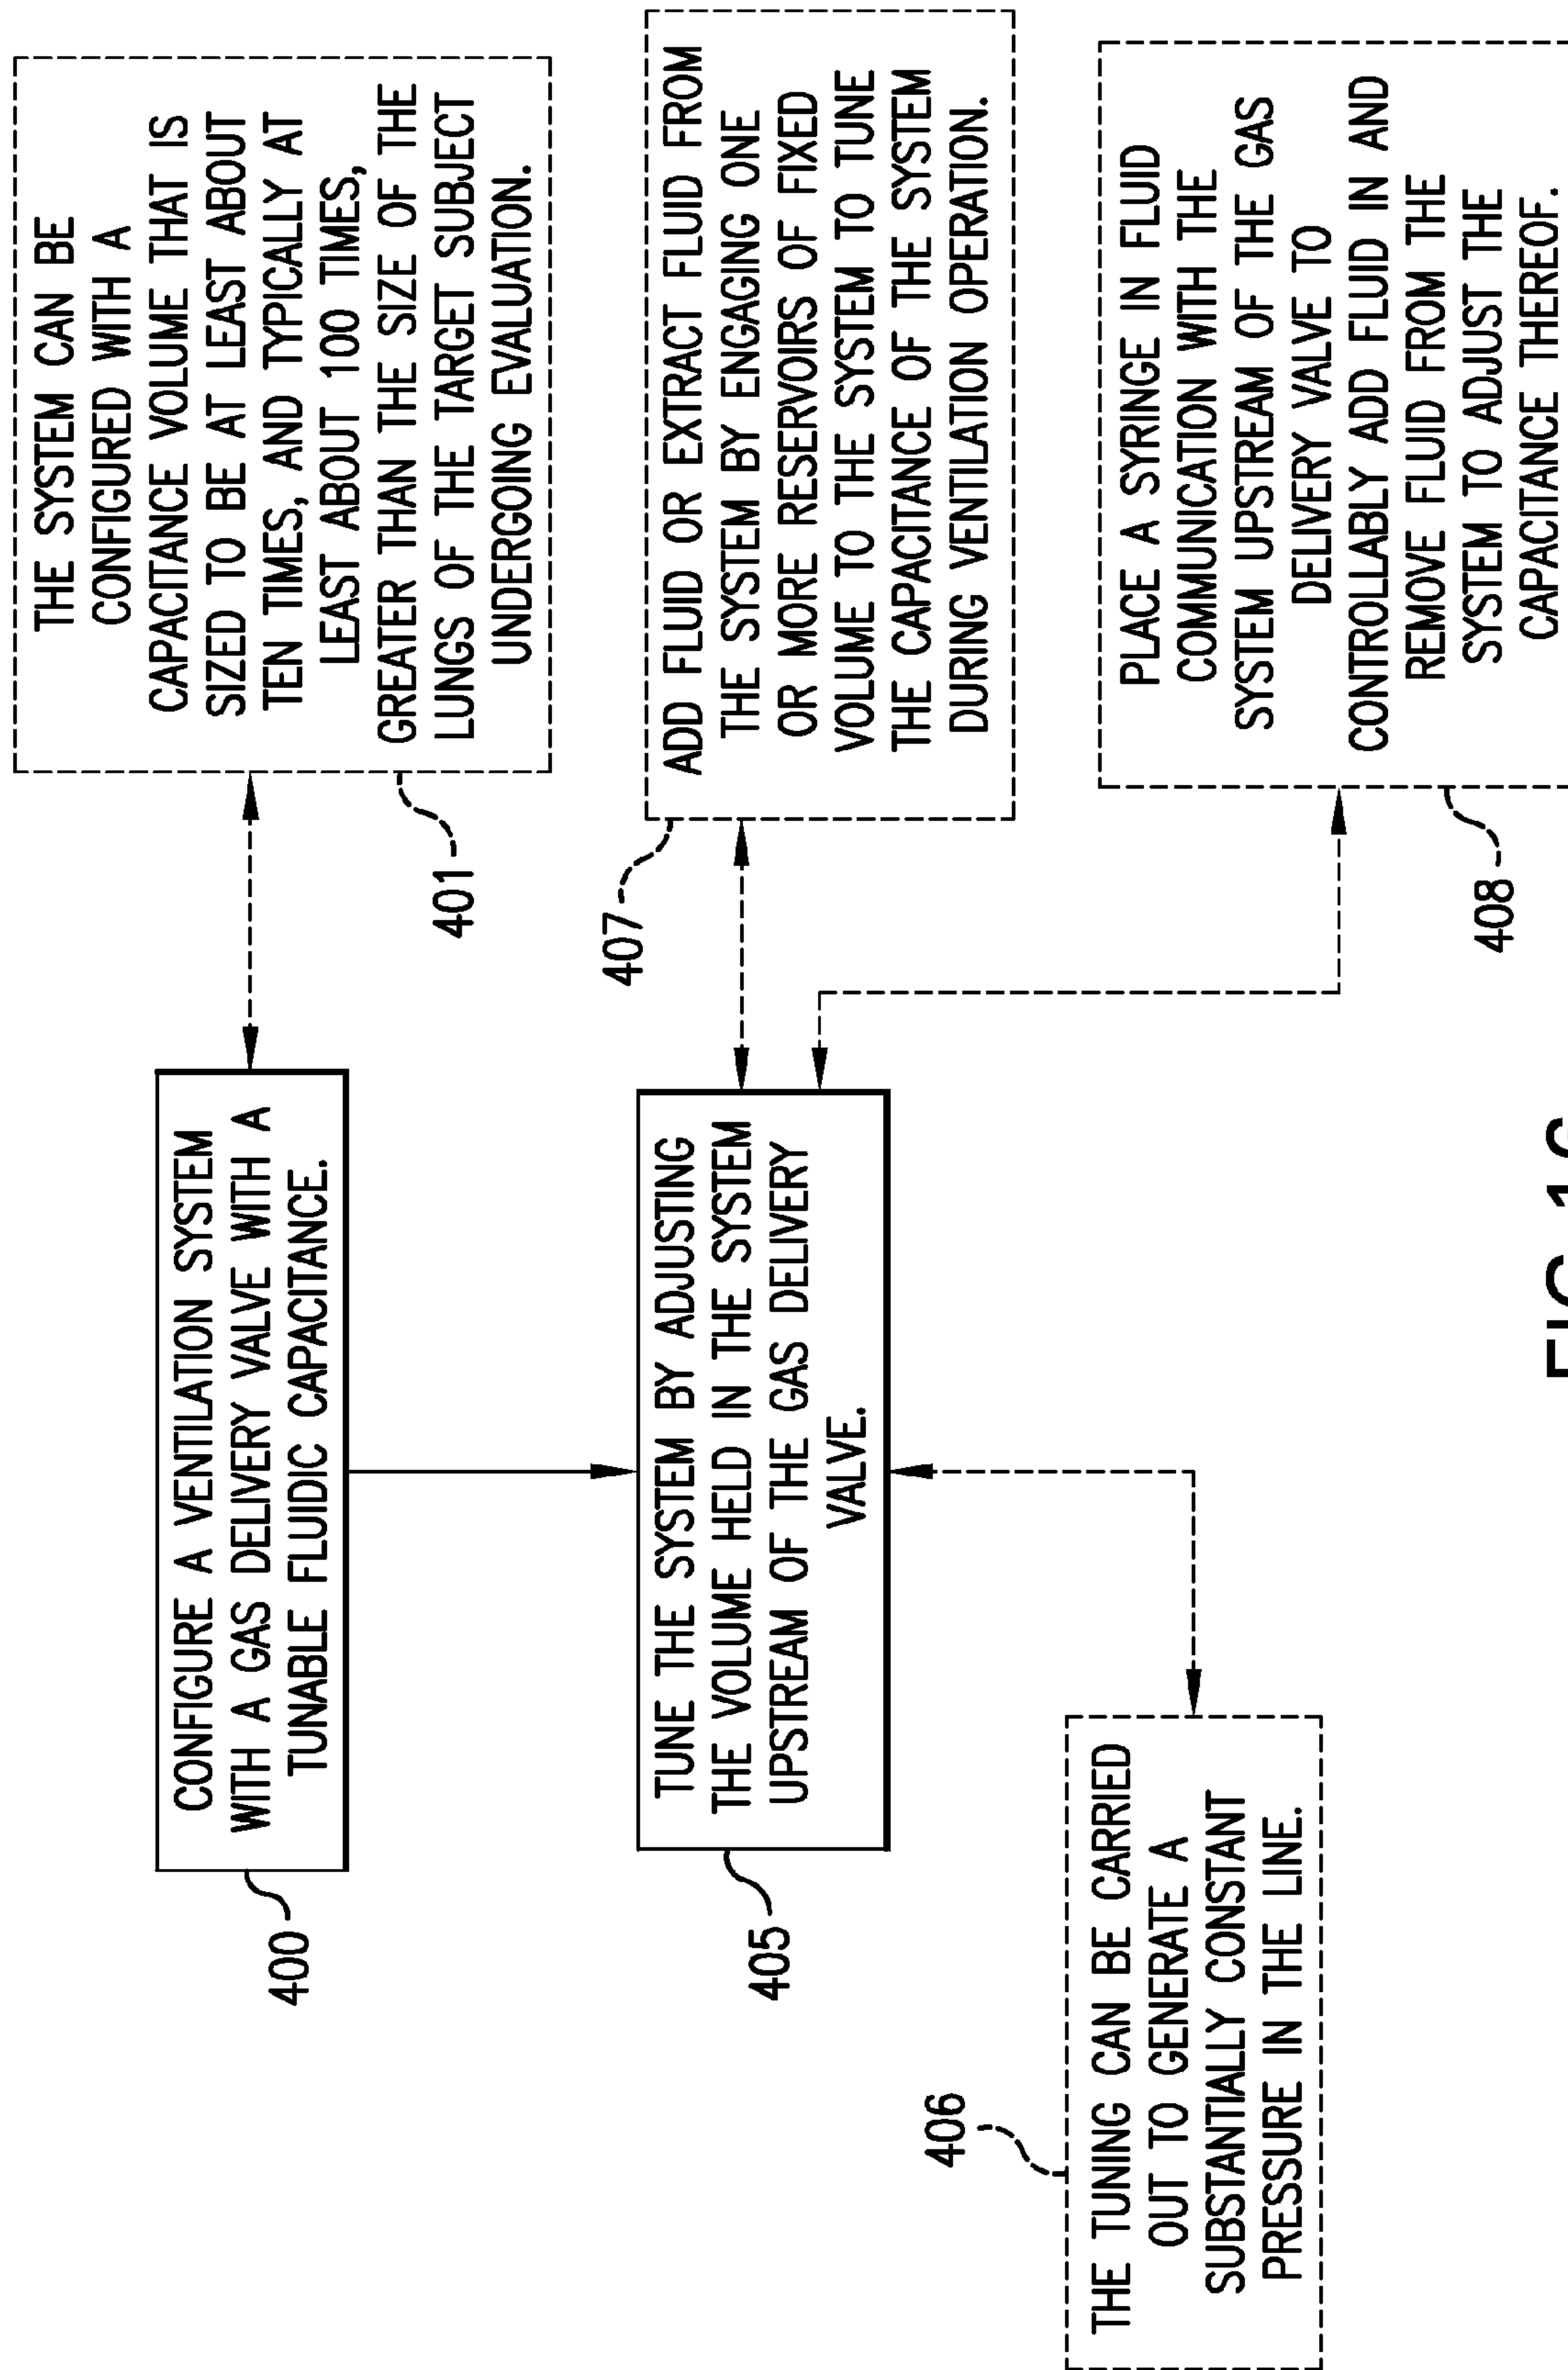 THE SYSTEM CAN BE
CONFIGURED WITH A
CAPACITANCE VOLUME THAT IS
SIZED TO BE AT LEAST ABOUT
TEN TIMES, AND TYPICALLY AT
LEAST ABOUT 100 TIMES,
GREATER THAN THE SIZE OF THE
LUNGS OF THE TARGET SUBJECT
UNDERGOING EVALUATION.
401
CONFIGURE A VENTILATION SYSTEM
WITH A GAS DELIVERY VALVE WITH A
TUNABLE FLUIDIC CAPACITANCE.
400
ADD FLUID OR EXTRACT FLUID FROM
THE SYSTEM BY ENGAGING ONE
OR MORE RESERVOIRS OF FIXED
VOLUME TO THE SYSTEM TO TUNE
THE CAPACITANCE OF THE SYSTEM
DURING VENTILATION OPERATION.
407
TUNE THE SYSTEM BY ADJUSTING
THE VOLUME HELD IN THE SYSTEM
UPSTREAM OF THE GAS DELIVERY
VALVE.
405
THE TUNING CAN BE CARRIED
OUT TO GENERATE A
SUBSTANTIALLY CONSTANT
PRESSURE IN THE LINE.
406
PLACE A SYRINGE IN FLUID
COMMUNICATION WITH THE
SYSTEM UPSTREAM OF THE GAS
DELIVERY VALVE TO
CONTROLLABLY ADD FLUID IN AND
REMOVE FLUID FROM THE
SYSTEM TO ADJUST THE
CAPACITANCE THEREOF.
408
FIG.